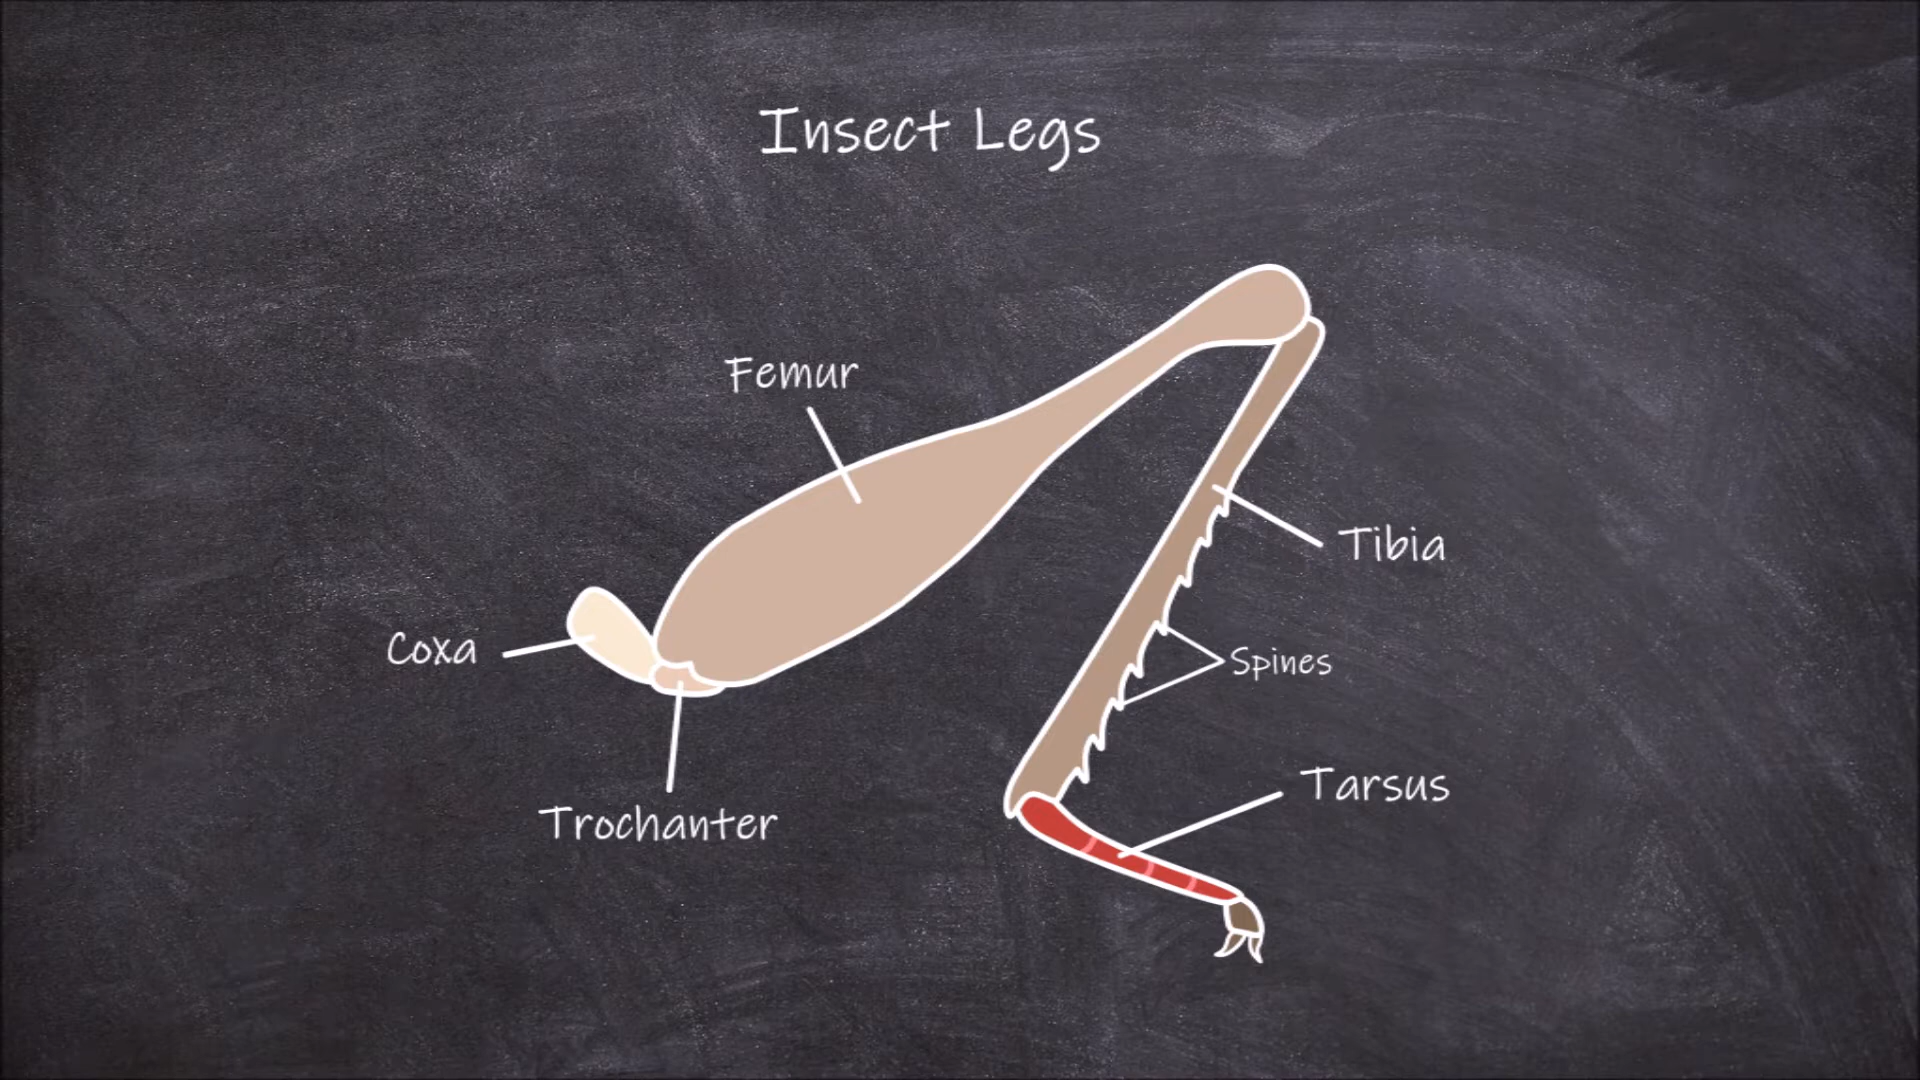 Insect Legs
Femur
Tibia
Coxa
Spines
Tarsus
Trochanter